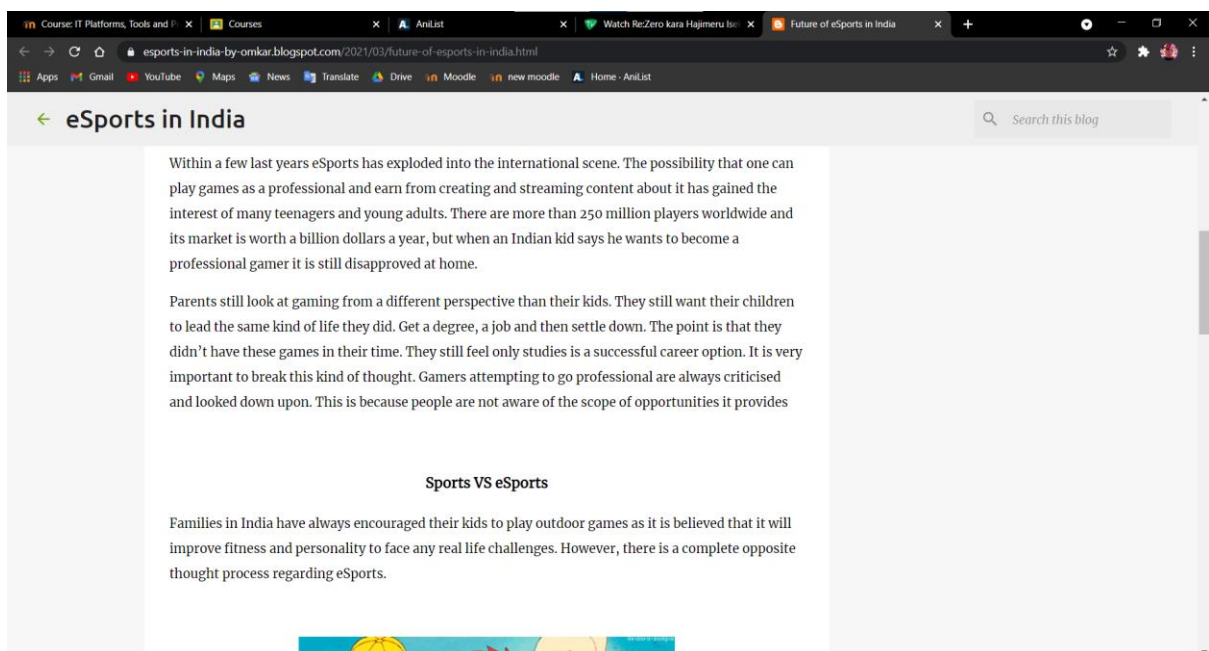 Course: IT Platforms, Tools and P
Courses
AniList
Watch Re:Zero kara Hajimeru Ise
Future of eSports in India
esports-in-india-by-omkar.blogspot.com/2021/03/future-of-esports-in-india.html
Apps Gmail YouTube Maps News Translate Drive Moodle new moodle Home · AniList
eSports in India
Search this blog
Within a few last years eSports has exploded into the international scene. The possibility that one can
play games as a professional and earn from creating and streaming content about it has gained the
interest of many teenagers and young adults. There are more than 250 million players worldwide and
its market is worth a billion dollars a year, but when an Indian kid says he wants to become a
professional gamer it is still disapproved at home.
Parents still look at gaming from a different perspective than their kids. They still want their children
to lead the same kind of life they did. Get a degree, a job and then settle down. The point is that they
didn’t have these games in their time. They still feel only studies is a successful career option. It is very
important to break this kind of thought. Gamers attempting to go professional are always criticised
and looked down upon. This is because people are not aware of the scope of opportunities it provides
Sports VS eSports
Families in India have always encouraged their kids to play outdoor games as it is believed that it will
improve fitness and personality to face any real life challenges. However, there is a complete opposite
thought process regarding eSports.